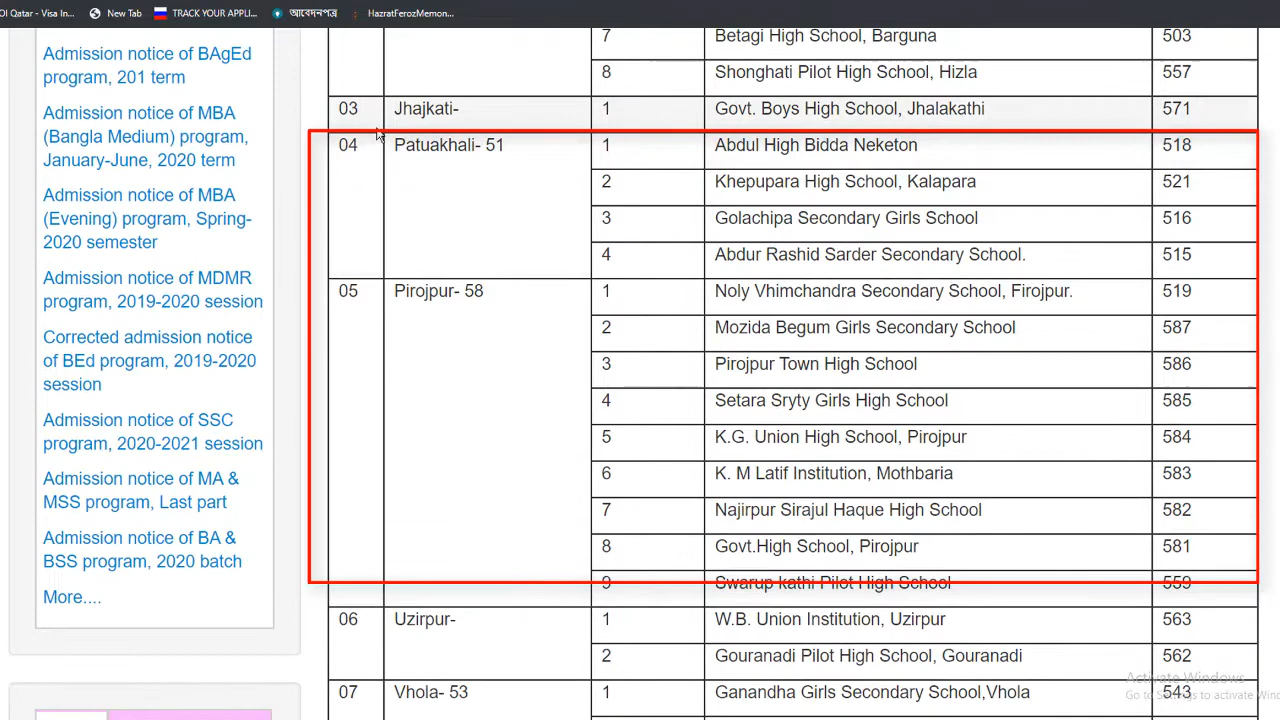 OI Qatar - Visa In... New Tab TRACK YOUR APPLI... আবেদনপত্র HazratFerozMemon...
Admission notice of BAgEd
program, 201 term
Admission notice of MBA
(Bangla Medium) program,
January-June, 2020 term
Admission notice of MBA
(Evening) program, Spring-
2020 semester
Admission notice of MDMR
program, 2019-2020 session
Corrected admission notice
of BEd program, 2019-2020
session
Admission notice of SSC
program, 2020-2021 session
Admission notice of MA &
MSS program, Last part
Admission notice of BA &
BSS program, 2020 batch
More....
7 Betagi High School, Barguna 503
8 Shonghati Pilot High School, Hizla 557
03 Jhajkati- 1 Govt. Boys High School, Jhalakathi 571
04 Patuakhali- 51 1 Abdul High Bidda Neketon 518
2 Khepupara High School, Kalapara 521
3 Golachipa Secondary Girls School 516
4 Abdur Rashid Sarder Secondary School. 515
05 Pirojpur- 58 1 Noly Vhimchandra Secondary School, Firojpur. 519
2 Mozida Begum Girls Secondary School 587
3 Pirojpur Town High School 586
4 Setara Sryty Girls High School 585
5 K.G. Union High School, Pirojpur 584
6 K. M Latif Institution, Mothbaria 583
7 Najirpur Sirajul Haque High School 582
8 Govt.High School, Pirojpur 581
9 Swarup kathi Pilot High School 559
06 Uzirpur- 1 W.B. Union Institution, Uzirpur 563
2 Gouranadi Pilot High School, Gouranadi 562
07 Vhola- 53 1 Ganandha Girls Secondary School,Vhola 543
Activate Windows
Go to Settings to activate Wind